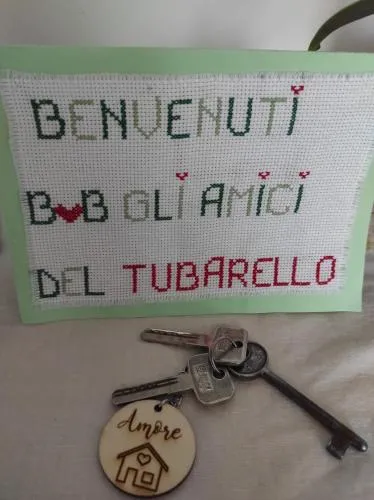 BENVENUTI
B❤B GLI AMICI
DEL TUBARELLO
Amore